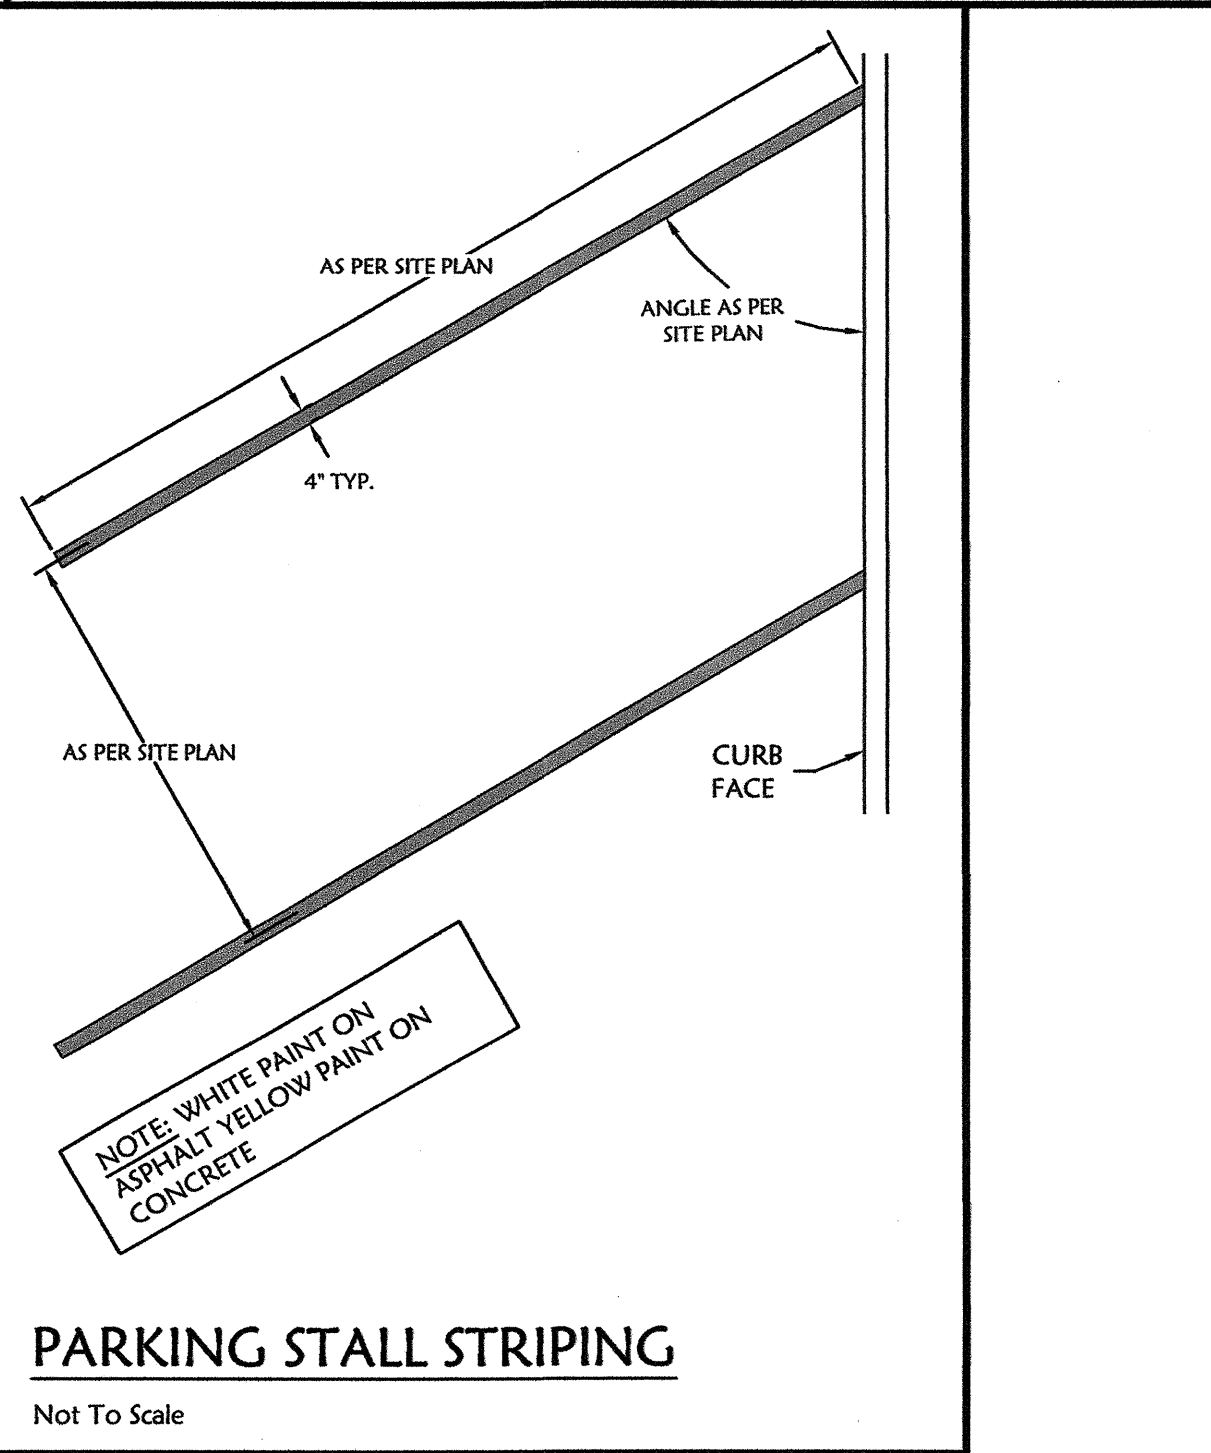 AS PER SITE PLAN
ANGLE AS PER
SITE PLAN
4" TYP.
AS PER SITE PLAN
CURB
FACE
NOTE: WHITE PAINT ON
ASPHALT YELLOW PAINT ON
CONCRETE
PARKING STALL STRIPING
Not To Scale